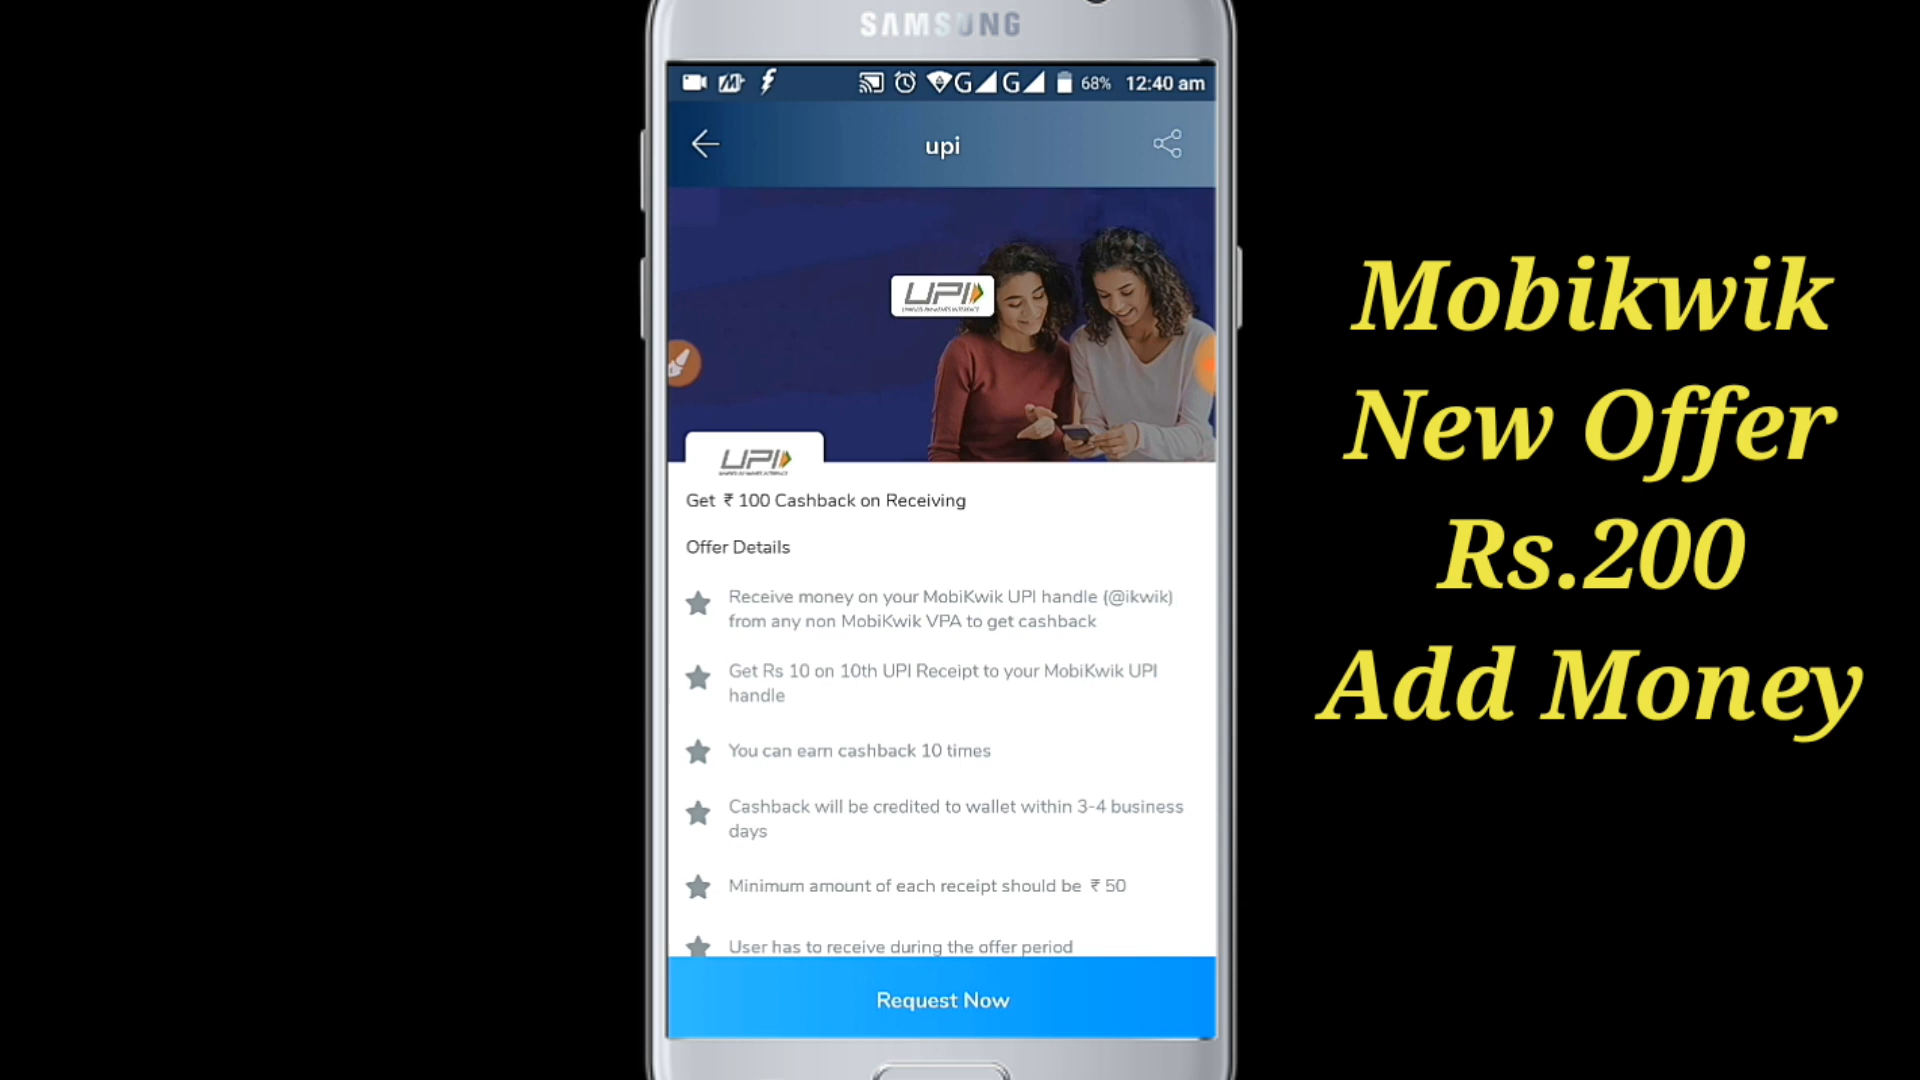 SAMSUNG
68% 12:40 am
upi
UPI
UPI
Get ₹ 100 Cashback on Receiving
Offer Details
Receive money on your MobiKwik UPI handle (@ikwik)
from any non MobiKwik VPA to get cashback
Get Rs 10 on 10th UPI Receipt to your MobiKwik UPI
handle
You can earn cashback 10 times
Cashback will be credited to wallet within 3-4 business
days
Minimum amount of each receipt should be ₹ 50
User has to receive during the offer period
Request Now
Mobikwik
New Offer
Rs.200
Add Money